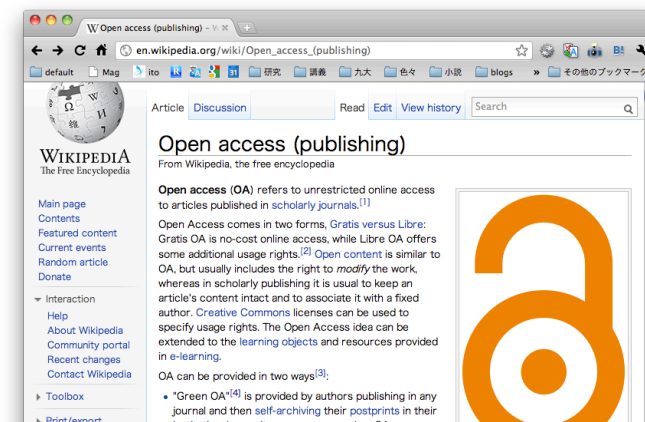 Open access (publishing) - W
en.wikipedia.org/wiki/Open_access_(publishing)
default Mag ito 31 研究 講義 九大 色々 小説 blogs » その他のブックマーク
Article Discussion Read Edit View history Search
WIKIPEDIA
The Free Encyclopedia
Main page
Contents
Featured content
Current events
Random article
Donate
Interaction
Help
About Wikipedia
Community portal
Recent changes
Contact Wikipedia
Toolbox
Print/export
Open access (publishing)
From Wikipedia, the free encyclopedia
Open access (OA) refers to unrestricted online access
to articles published in scholarly journals.[1]
Open Access comes in two forms, Gratis versus Libre:
Gratis OA is no-cost online access, while Libre OA offers
some additional usage rights.[2] Open content is similar to
OA, but usually includes the right to modify the work,
whereas in scholarly publishing it is usual to keep an
article's content intact and to associate it with a fixed
author. Creative Commons licenses can be used to
specify usage rights. The Open Access idea can be
extended to the learning objects and resources provided
in e-learning.
OA can be provided in two ways[3]:
• "Green OA"[4] is provided by authors publishing in any
journal and then self-archiving their postprints in their